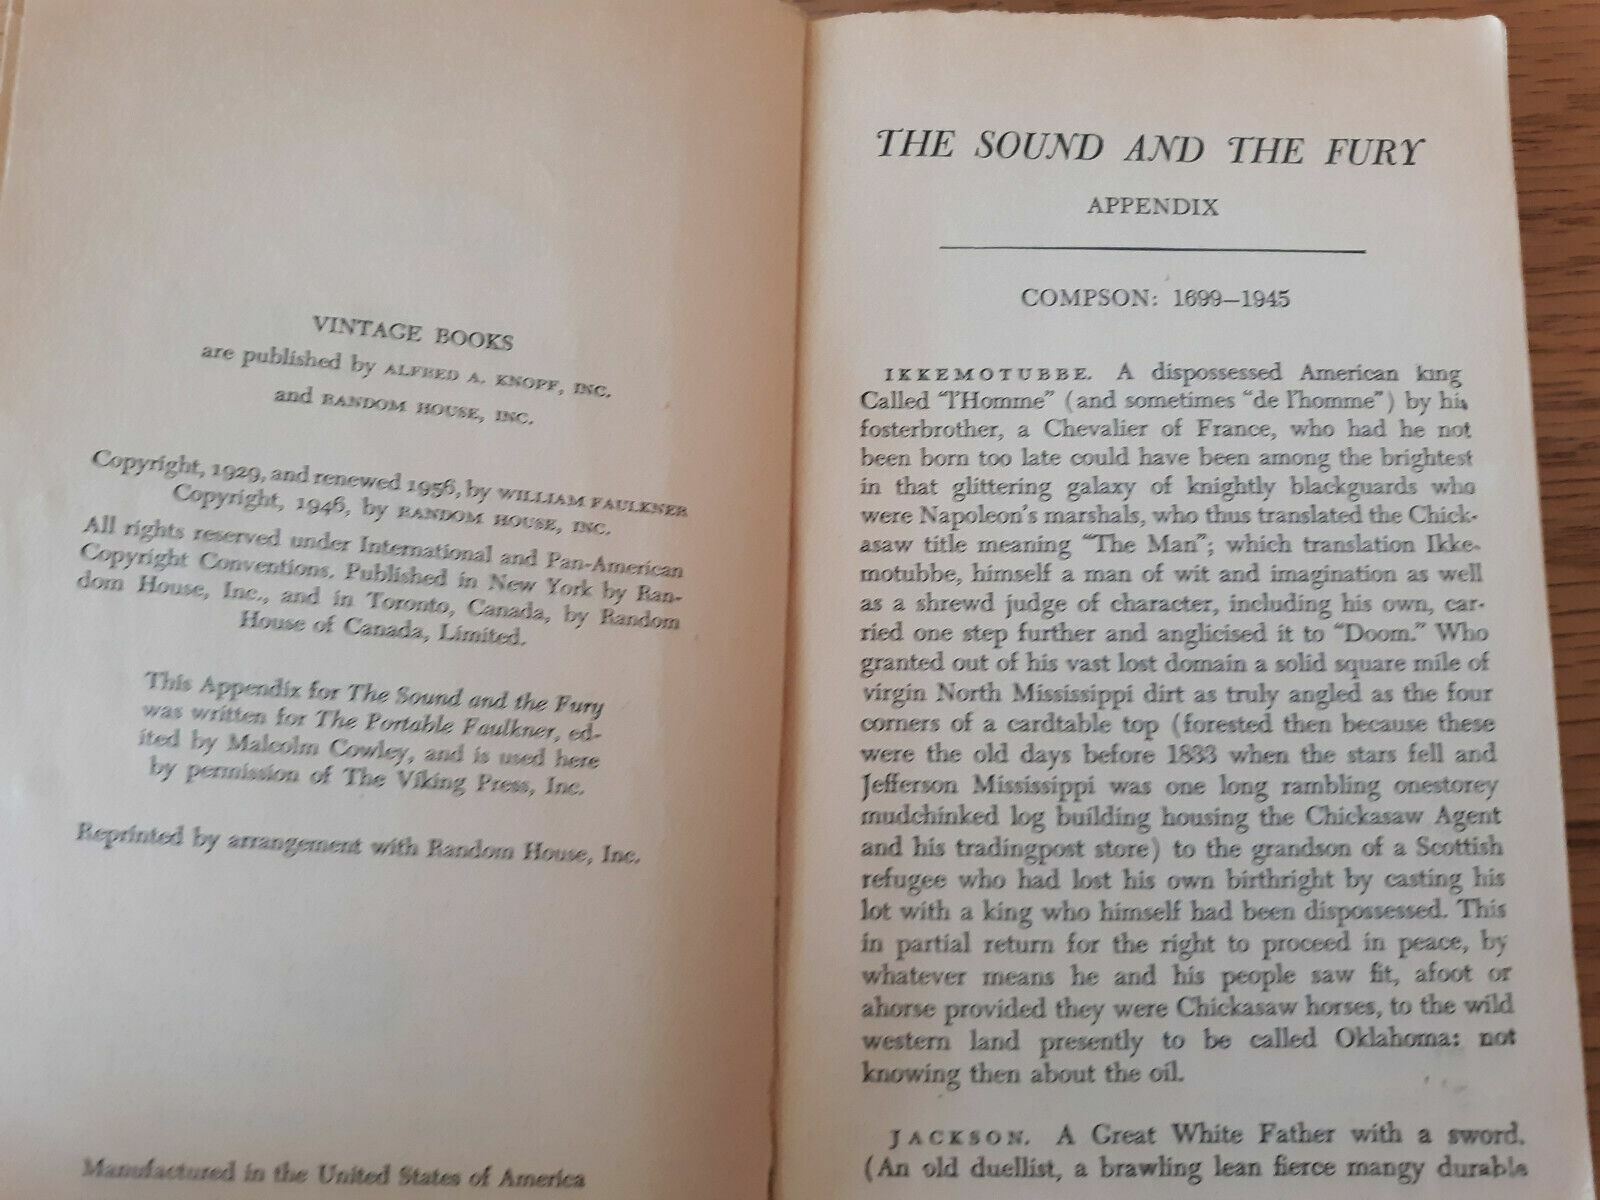 VINTAGE BOOKS
are published by ALFRED A. KNOPF, INC.
and RANDOM HOUSE, INC.
Copyright, 1929, and renewed 1956, by WILLIAM FAULKNER
Copyright, 1946, by RANDOM HOUSE, INC.
All rights reserved under International and Pan-American
Copyright Conventions. Published in New York by Ran-
dom House, Inc., and in Toronto, Canada, by Random
House of Canada, Limited.
This Appendix for The Sound and the Fury
was written for The Portable Faulkner, ed-
ited by Malcolm Cowley, and is used here
by permission of The Viking Press, Inc.
Reprinted by arrangement with Random House, Inc.
Manufactured in the United States of America
THE SOUND AND THE FURY
APPENDIX
COMPSON: 1699–1945
IKKEMOTUBBE. A dispossessed American king
Called "l'Homme" (and sometimes "de l'homme") by his
fosterbrother, a Chevalier of France, who had he not
been born too late could have been among the brightest
in that glittering galaxy of knightly blackguards who
were Napoleon's marshals, who thus translated the Chick-
asaw title meaning "The Man"; which translation Ikke-
motubbe, himself a man of wit and imagination as well
as a shrewd judge of character, including his own, car-
ried one step further and anglicised it to "Doom." Who
granted out of his vast lost domain a solid square mile of
virgin North Mississippi dirt as truly angled as the four
corners of a cardtable top (forested then because these
were the old days before 1833 when the stars fell and
Jefferson Mississippi was one long rambling onestorey
mudchinked log building housing the Chickasaw Agent
and his tradingpost store) to the grandson of a Scottish
refugee who had lost his own birthright by casting his
lot with a king who himself had been dispossessed. This
in partial return for the right to proceed in peace, by
whatever means he and his people saw fit, afoot or
ahorse provided they were Chickasaw horses, to the wild
western land presently to be called Oklahoma: not
knowing then about the oil.
JACKSON. A Great White Father with a sword.
(An old duellist, a brawling lean fierce mangy durable